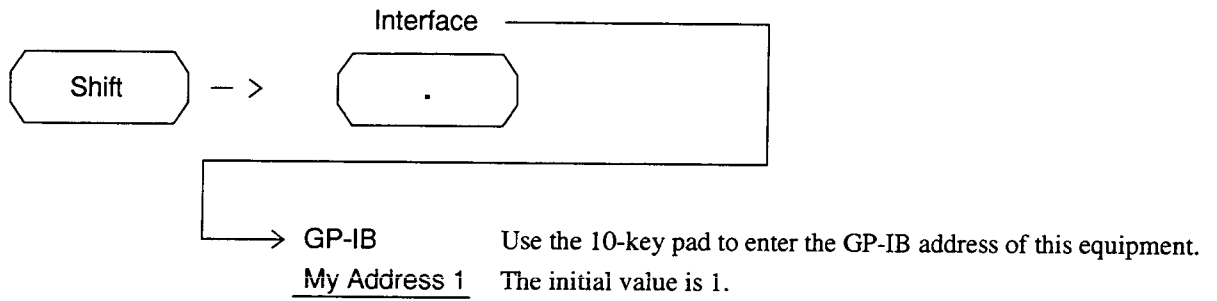 Interface
Shift — > .
GP-IB Use the 10-key pad to enter the GP-IB address of this equipment.
My Address 1 The initial value is 1.